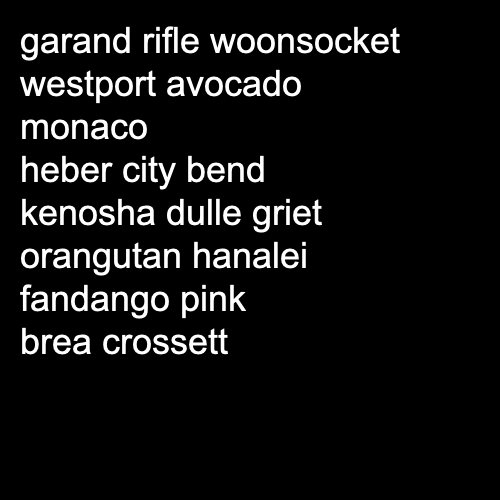 garand rifle woonsocket
westport avocado
monaco
heber city bend
kenosha dulle griet
orangutan hanalei
fandango pink
brea crossett